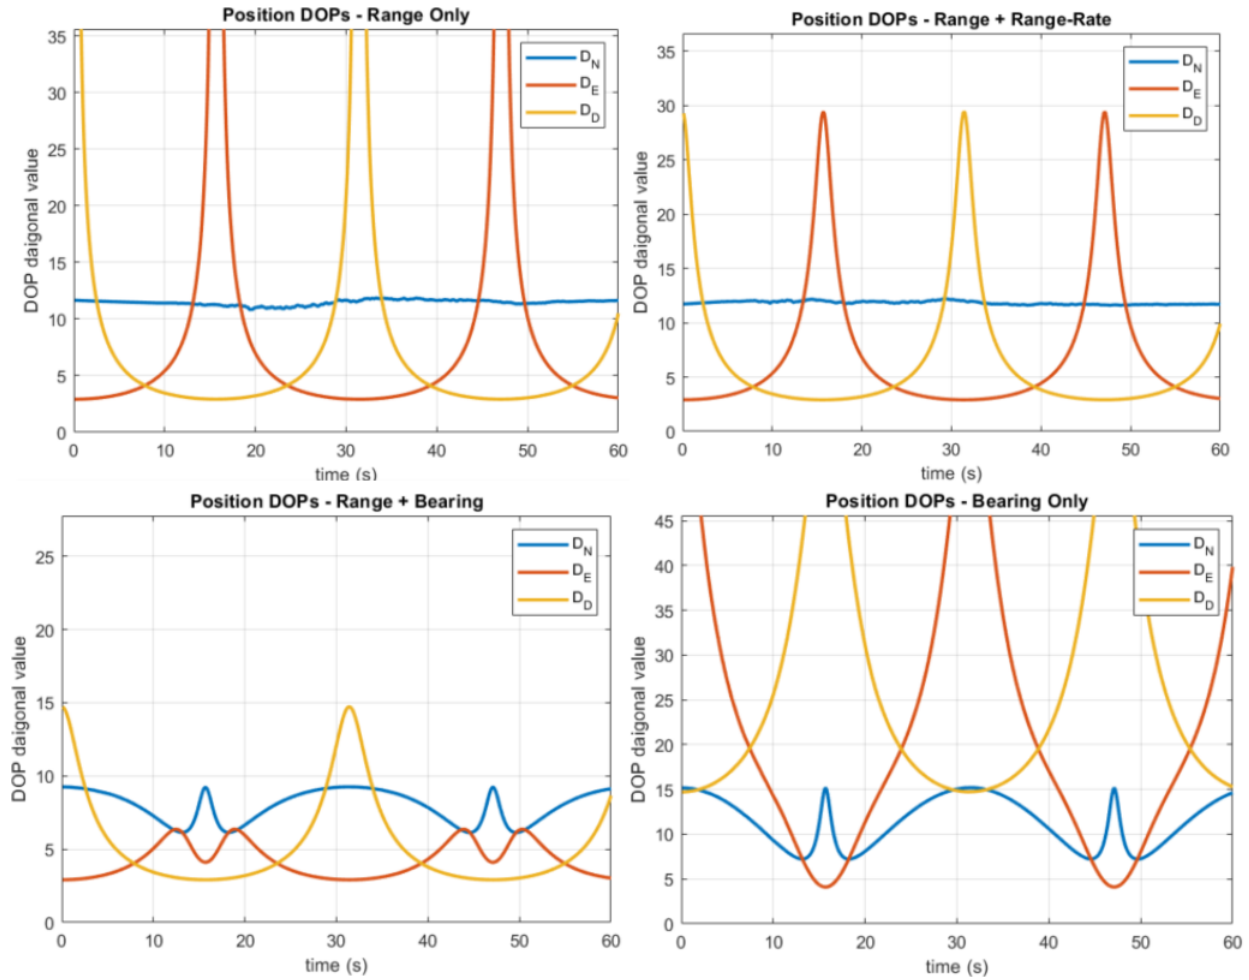 Position DOPs - Range Only
DOP daigonal value
35
30
25
20
15
10
5
0
D_N
D_E
D_D
0 10 20 30 40 50 60
time (s)
Position DOPs - Range + Range-Rate
DOP daigonal value
35
30
25
20
15
10
5
0
D_N
D_E
D_D
0 10 20 30 40 50 60
time (s)
Position DOPs - Range + Bearing
DOP daigonal value
25
20
15
10
5
0
D_N
D_E
D_D
0 10 20 30 40 50 60
time (s)
Position DOPs - Bearing Only
DOP daigonal value
45
40
35
30
25
20
15
10
5
0
D_N
D_E
D_D
0 10 20 30 40 50 60
time (s)